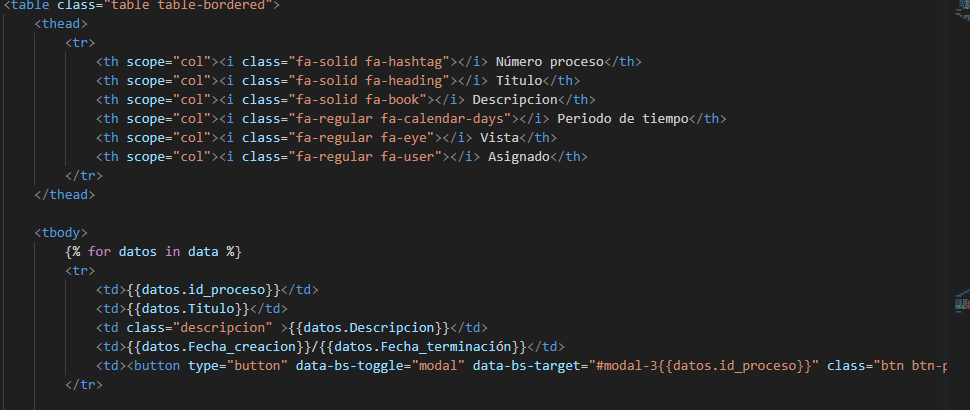 <table class="table table-bordered">
<thead>
<tr>
<th scope="col"><i class="fa-solid fa-hashtag"></i> Número proceso</th>
<th scope="col"><i class="fa-solid fa-heading"></i> Titulo</th>
<th scope="col"><i class="fa-solid fa-book"></i> Descripcion</th>
<th scope="col"><i class="fa-regular fa-calendar-days"></i> Periodo de tiempo</th>
<th scope="col"><i class="fa-regular fa-eye"></i> Vista</th>
<th scope="col"><i class="fa-regular fa-user"></i> Asignado</th>
</tr>
</thead>
<tbody>
{% for datos in data %}
<tr>
<td>{{datos.id_proceso}}</td>
<td>{{datos.Titulo}}</td>
<td class="descripcion" >{{datos.Descripcion}}</td>
<td>{{datos.Fecha_creacion}}/{{datos.Fecha_terminación}}</td>
<td><button type="button" data-bs-toggle="modal" data-bs-target="#modal-3{{datos.id_proceso}}" class="btn btn-p
</tr>